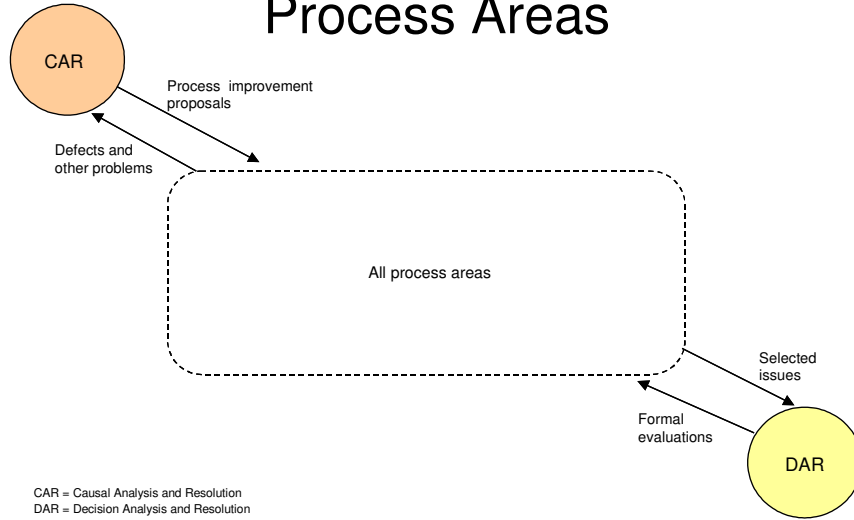 Process Areas
CAR
Process improvement
proposals
Defects and
other problems
All process areas
Selected
issues
Formal
evaluations
DAR
CAR = Causal Analysis and Resolution
DAR = Decision Analysis and Resolution